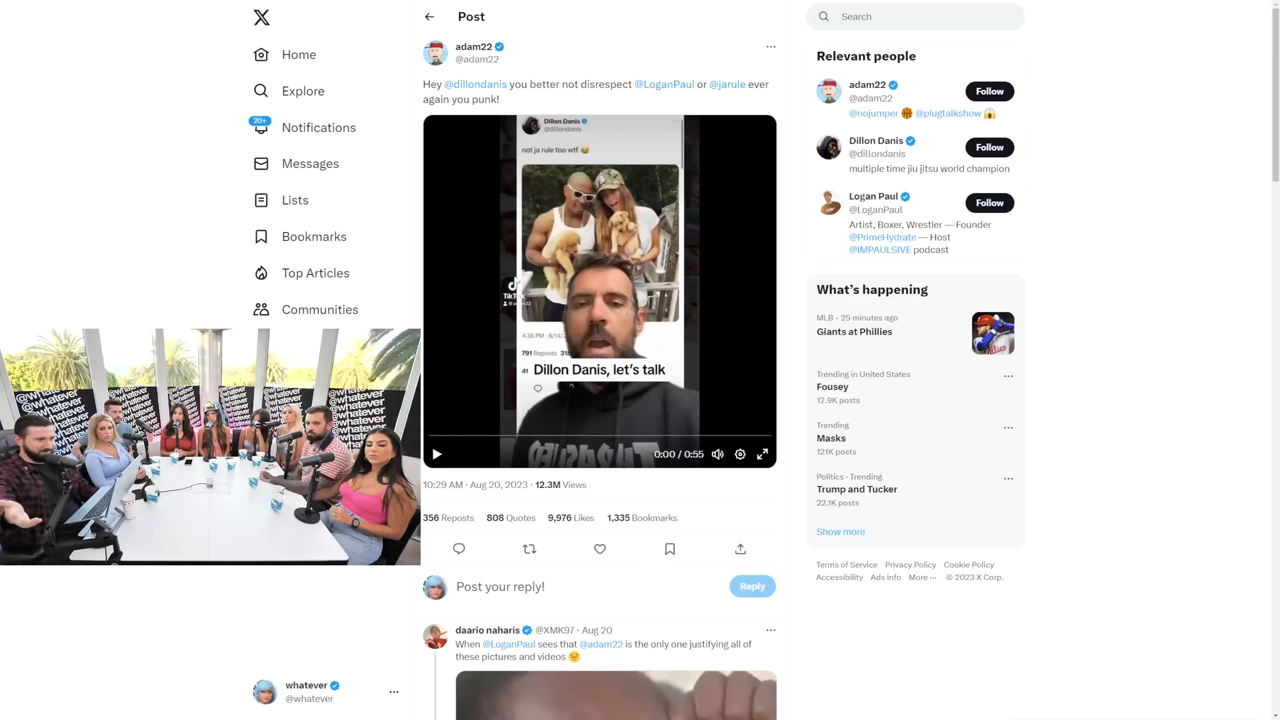 Home
Explore
20+
Notifications
Messages
Lists
Bookmarks
Top Articles
Communities
@whatever
@whatever
@whatever
@whatever
whatever
@whatever
Post
adam22
@adam22
Hey @dillondanis you better not disrespect @LoganPaul or @jarule ever
again you punk!
Dillon Danis
@dillondanis
not ja rule too wtf 😂
TikTok
4:38 PM
791 Reposts
Dillon Danis, let's talk
0:00 / 0:55
10:29 AM · Aug 20, 2023 · 12.3M Views
356 Reposts 808 Quotes 9,976 Likes 1,335 Bookmarks
Post your reply!
Reply
daario naharis @XMK97 · Aug 20
When @LoganPaul sees that @adam22 is the only one justifying all of
these pictures and videos
Search
Relevant people
adam22
@adam22
Follow
@nojumper 🏀 @plugtalkshow 😱
Dillon Danis
@dillondanis
Follow
multiple time jiu jitsu world champion
Logan Paul
@LoganPaul
Follow
Artist, Boxer, Wrestler — Founder
@PrimeHydrate — Host
@IMPAULSIVE podcast
What's happening
MLB · 25 minutes ago
Giants at Phillies
Trending in United States
Fousey
12.9K posts
Trending
Masks
121K posts
Politics · Trending
Trump and Tucker
22.1K posts
Show more
Terms of Service Privacy Policy Cookie Policy
Accessibility Ads info More ··· © 2023 X Corp.